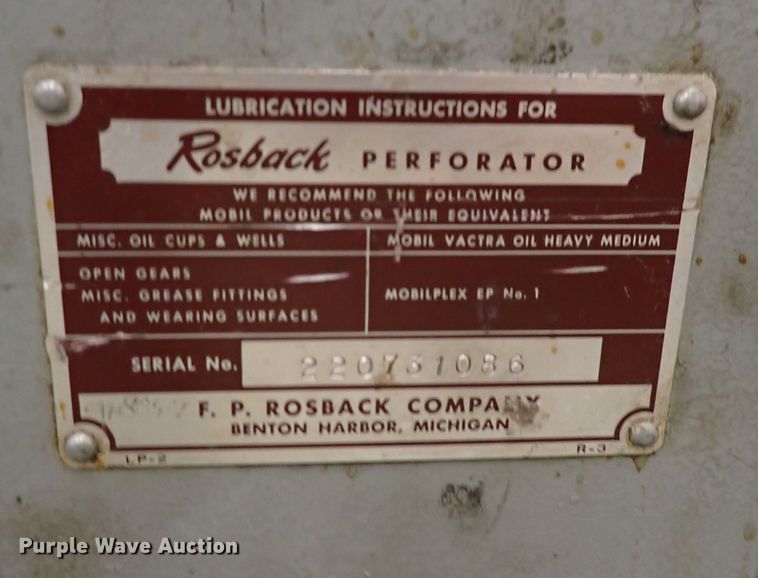 LUBRICATION INSTRUCTIONS FOR
Rosback PERFORATOR
WE RECOMMEND THE FOLLOWING
MOBIL PRODUCTS OR THEIR EQUIVALENT
MISC. OIL CUPS & WELLS
MOBIL VACTRA OIL HEAVY MEDIUM
OPEN GEARS
MISC. GREASE FITTINGS
AND WEARING SURFACES
MOBILPLEX EP No. 1
SERIAL No. 220731086
F. P. ROSBACK COMPANY
BENTON HARBOR, MICHIGAN
LP-2
R-3
Purple Wave Auction